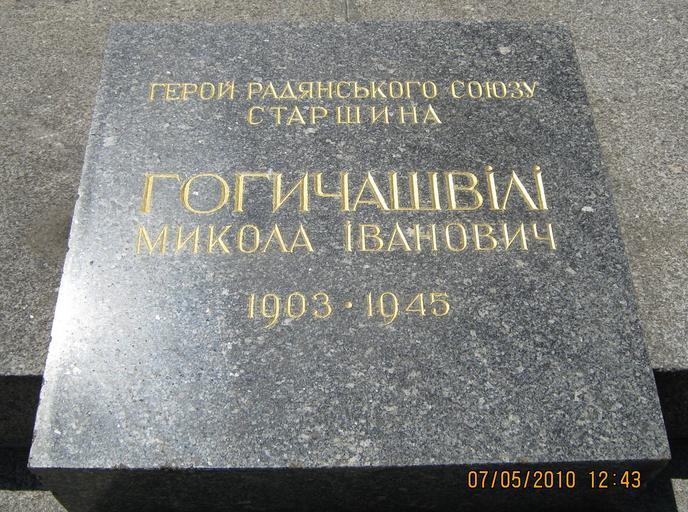 ГЕРОЙ РАДЯНСЬКОГО СОЮЗУ
СТАРШИНА
ГОГИЧАШВІЛІ
МИКОЛА ІВАНОВИЧ
1903 · 1945
07/05/2010 12:43